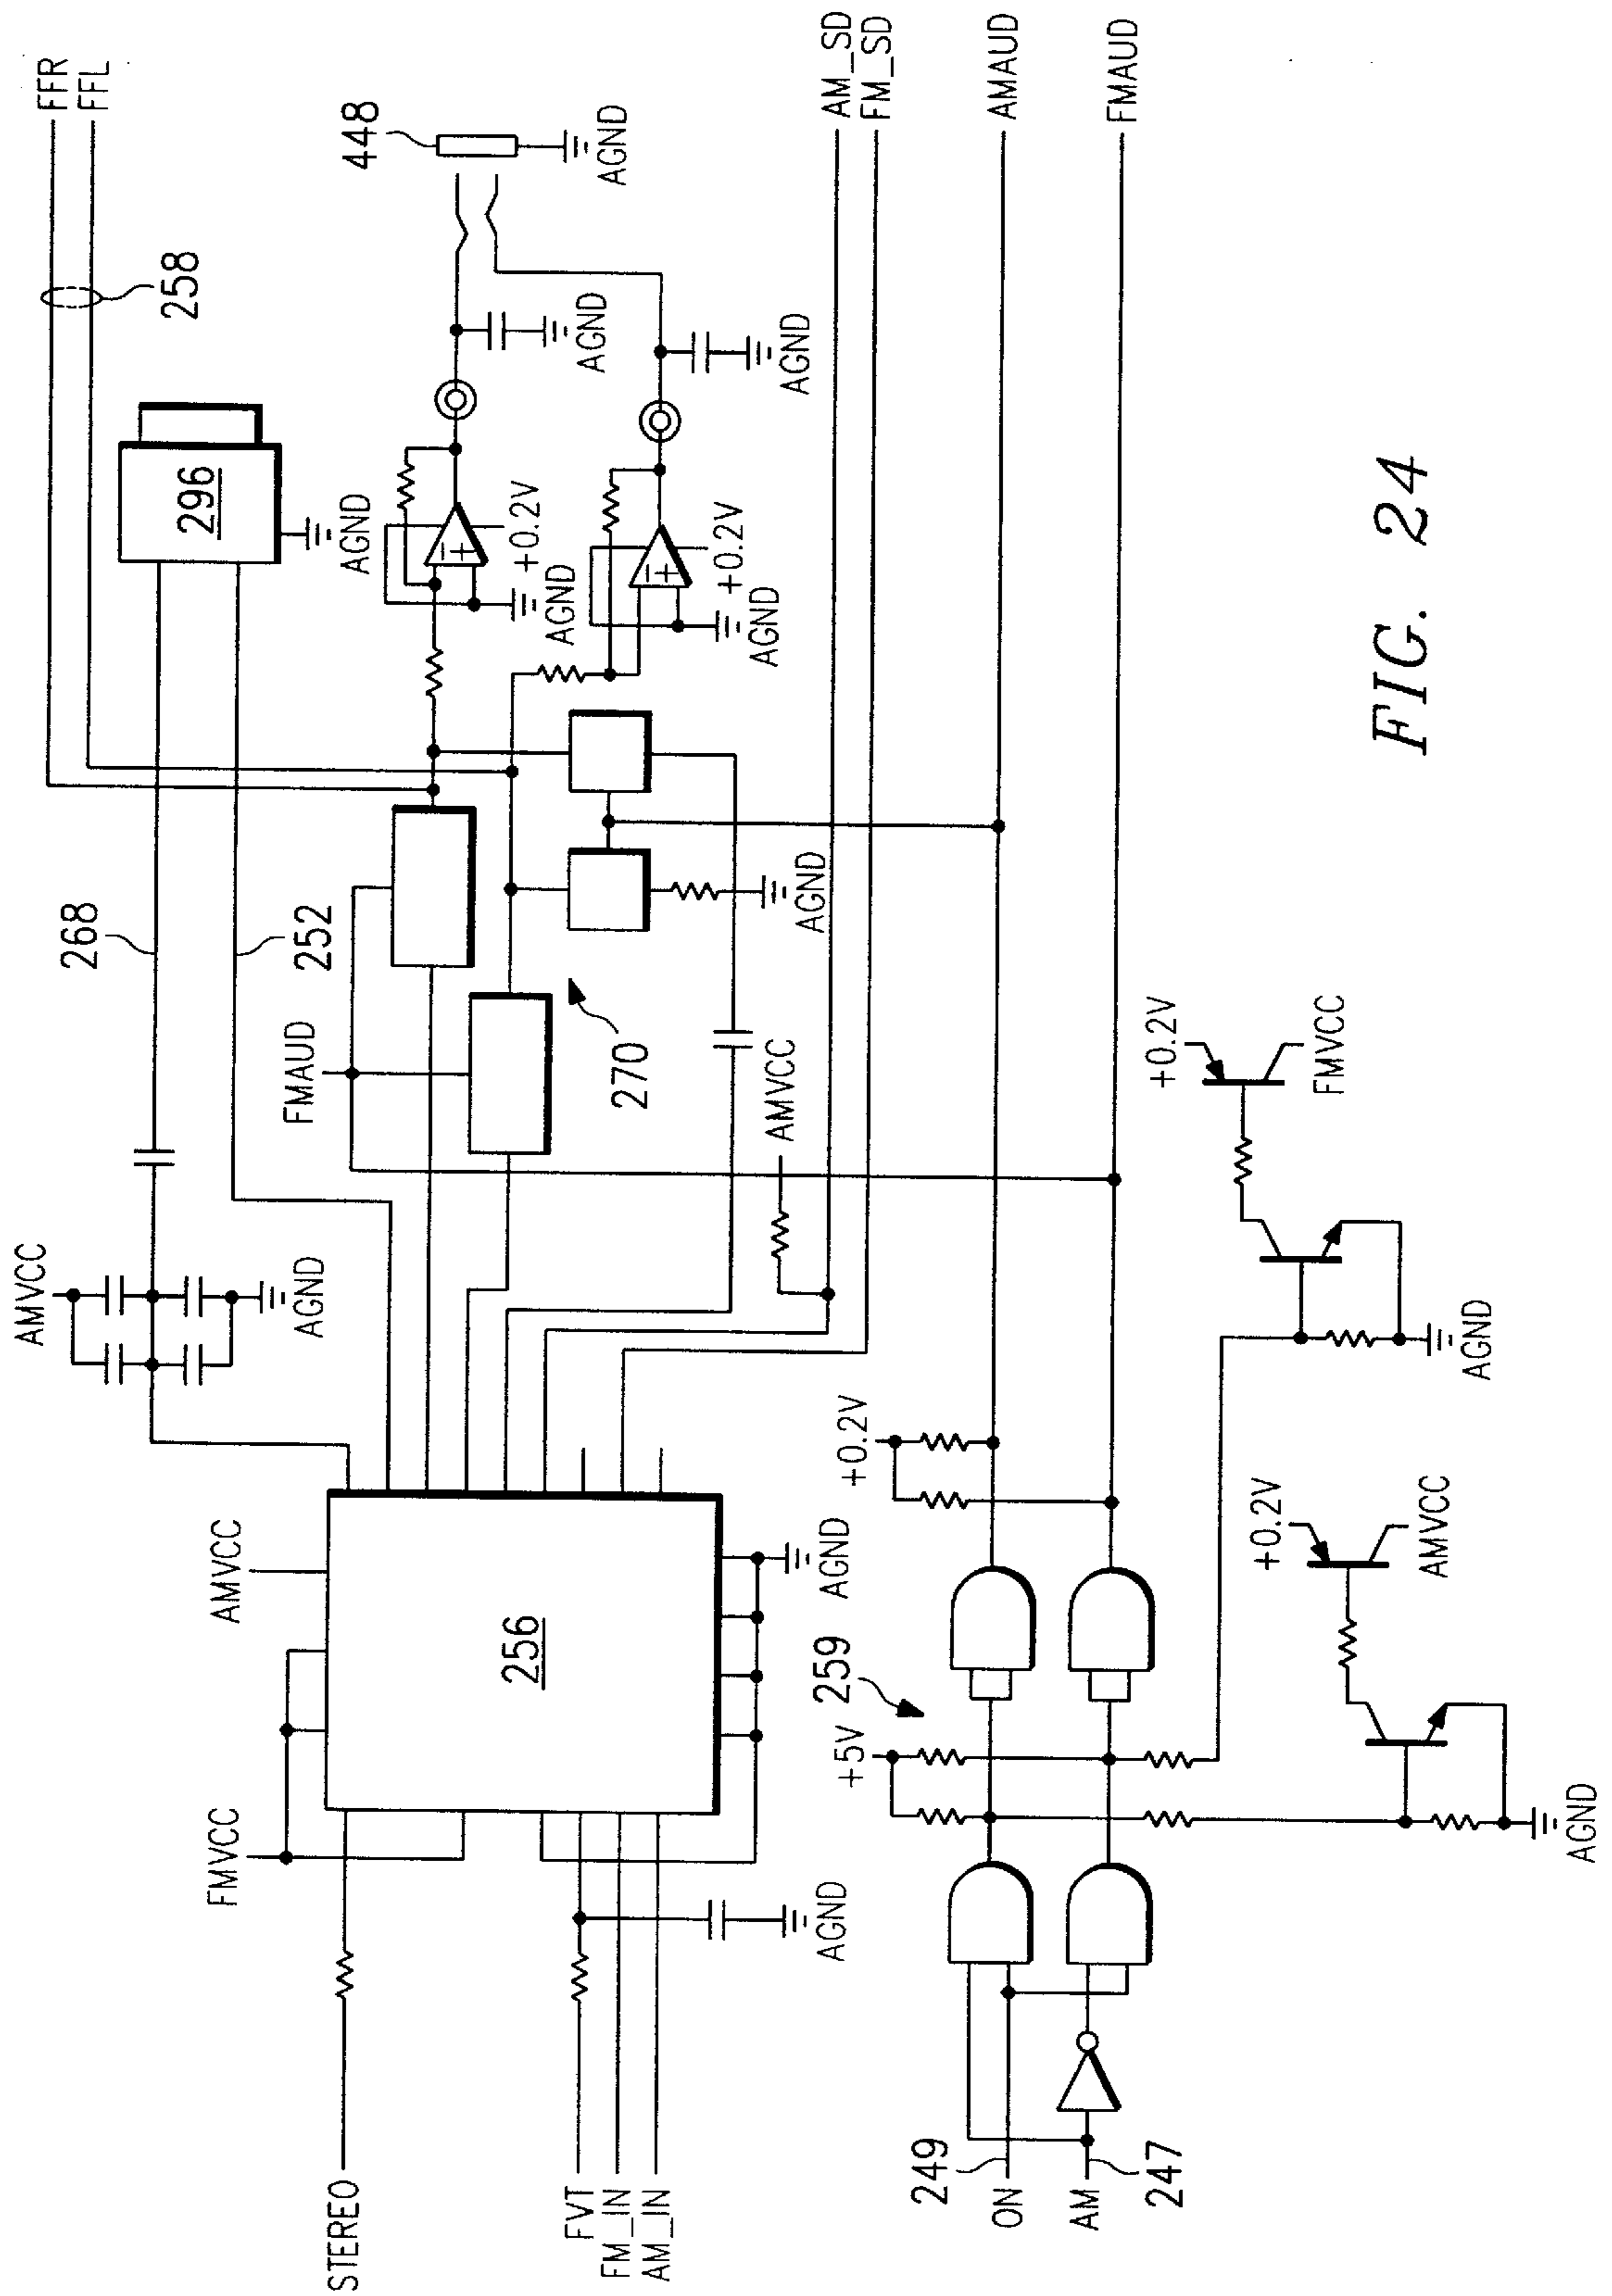 FFR
FFL
448
AGND
258
296
AGND
AGND
+0.2V
AGND
AGND
+0.2V
AGND
AM_SD
FM_SD
AMAUD
FMAUD
268
252
FMAUD
270
AGND
AMVCC
AMVCC
AGND
+0.2V
FMVCC
AGND
AMVCC
256
AGND
FMVCC
STEREO
FVT
FM_IN
AM_IN
AGND
+0.2V
259
+5V
+0.2V
AMVCC
AGND
249
ON
AM
247
FIG. 24